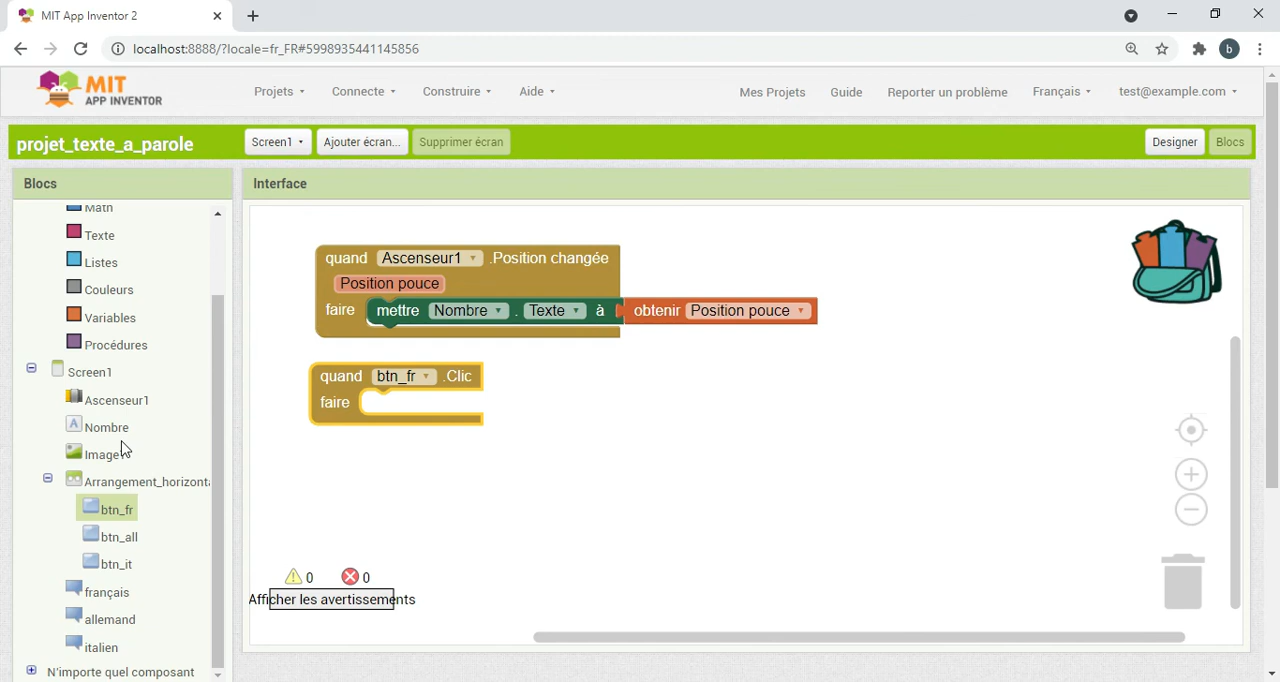 MIT App Inventor 2
localhost:8888/?locale=fr_FR#5998935441145856
b
MIT
APP INVENTOR
Projets Connecte Construire Aide Mes Projets Guide Reporter un problème Français test@example.com
projet_texte_a_parole Screen1 Ajouter écran... Supprimer écran Designer Blocs
Blocs
Interface
Math
Texte
Listes
Couleurs
Variables
Procédures
Screen1
Ascenseur1
Nombre
Image
Arrangement_horizonta
btn_fr
btn_all
btn_it
français
allemand
italien
N'importe quel composant
quand Ascenseur1 .Position changée
Position pouce
faire mettre Nombre . Texte à obtenir Position pouce
quand btn_fr .Clic
faire
0 0
Afficher les avertissements